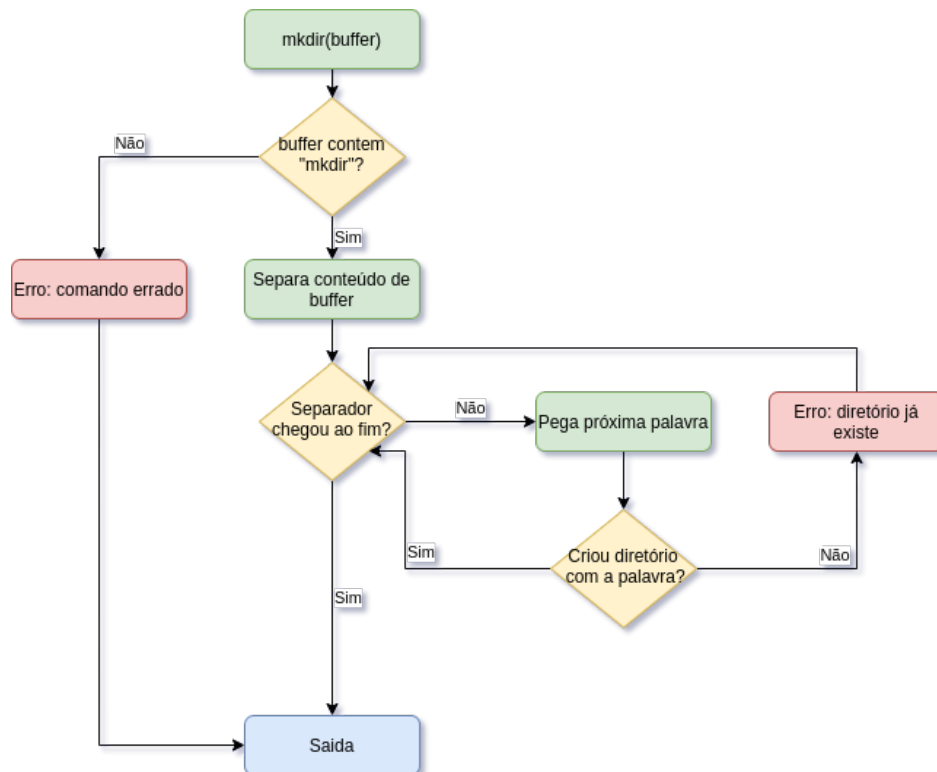 mkdir(buffer)
buffer contem
"mkdir"?
Não
Sim
Erro: comando errado
Separa conteúdo de
buffer
Separador
chegou ao fim?
Não
Pega próxima palavra
Erro: diretório já
existe
Criou diretório
com a palavra?
Sim
Não
Sim
Saida